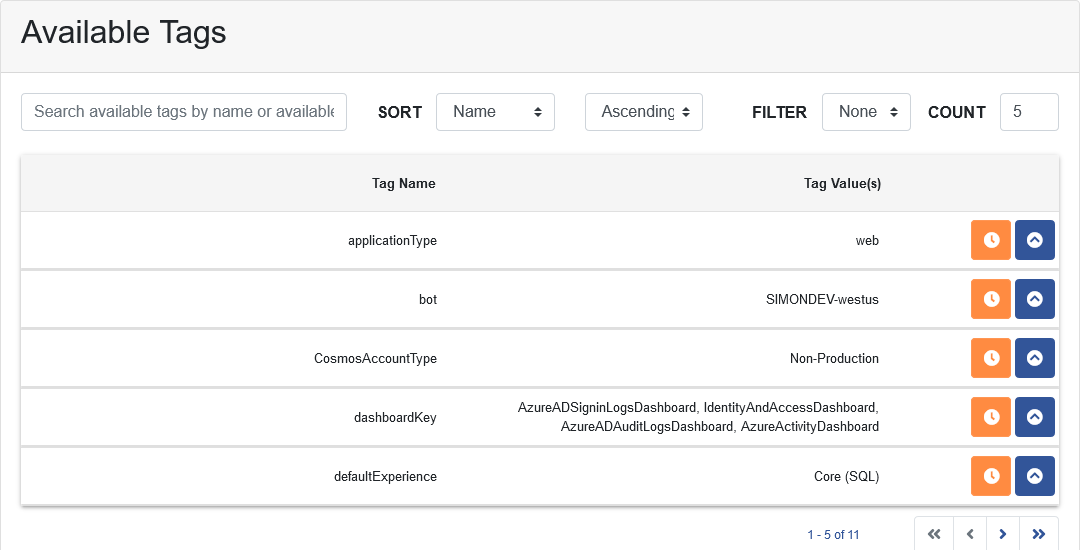 Available Tags
Search available tags by name or available
SORT Name Ascending FILTER None COUNT 5
Tag Name Tag Value(s)
applicationType web
bot SIMONDEV-westus
CosmosAccountType Non-Production
dashboardKey AzureADSigninLogsDashboard, IdentityAndAccessDashboard,
AzureADAuditLogsDashboard, AzureActivityDashboard
defaultExperience Core (SQL)
1 - 5 of 11